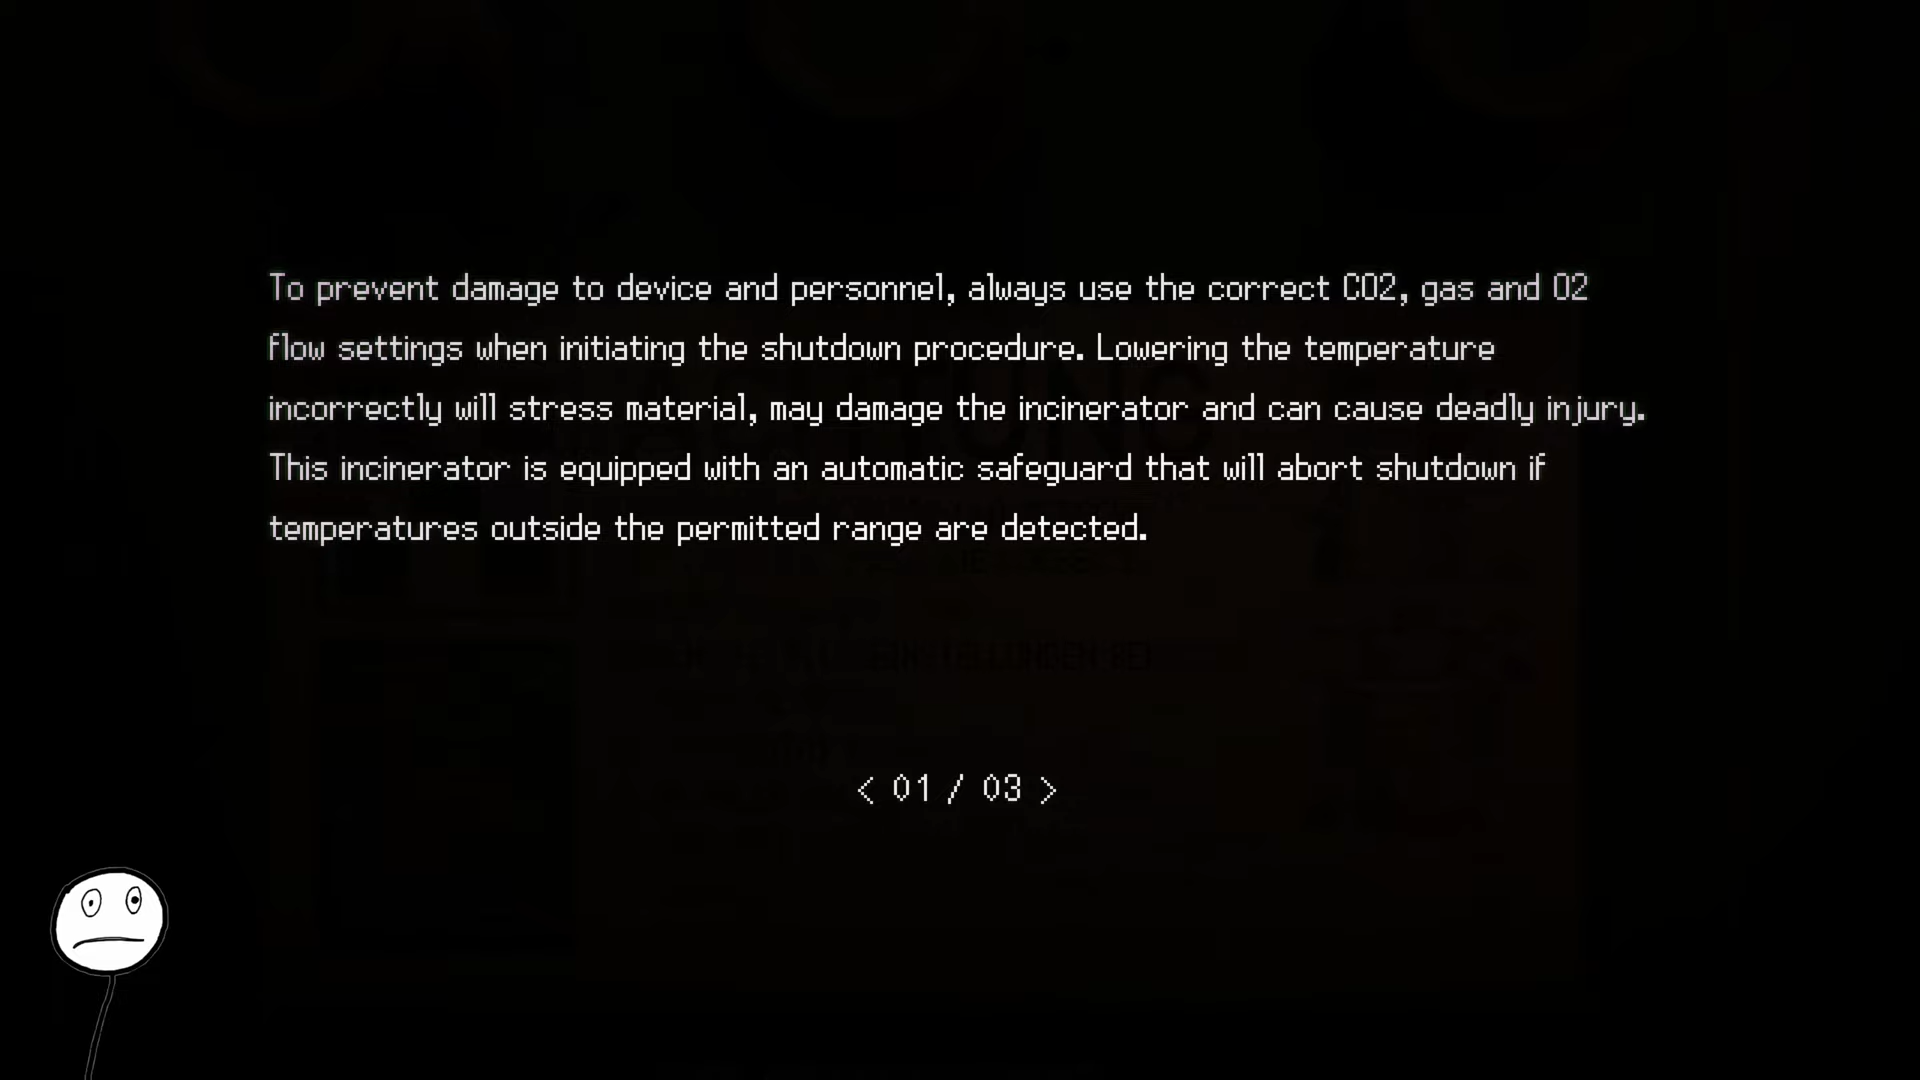 To prevent damage to device and personnel, always use the correct CO2, gas and O2
flow settings when initiating the shutdown procedure. Lowering the temperature
incorrectly will stress material, may damage the incinerator and can cause deadly injury.
This incinerator is equipped with an automatic safeguard that will abort shutdown if
temperatures outside the permitted range are detected.
ACHTUNG
< 01 / 03 >